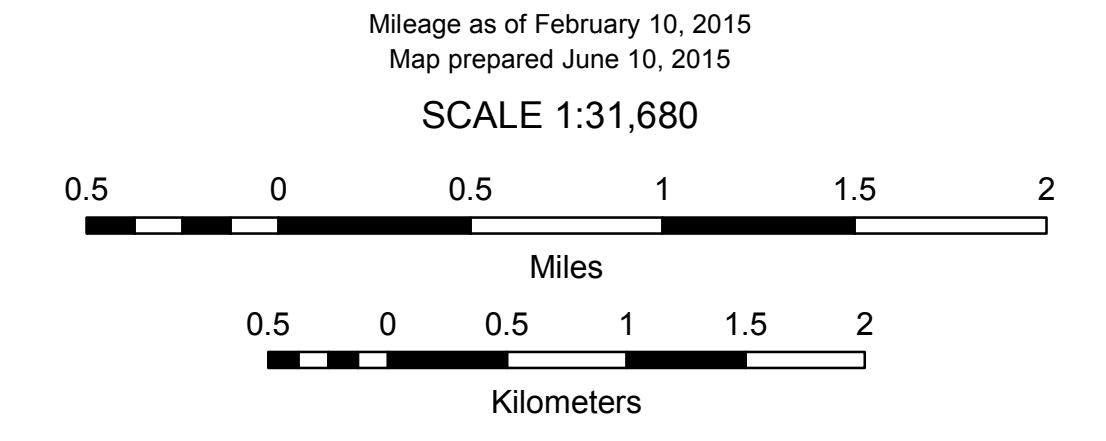 Mileage as of February 10, 2015
Map prepared June 10, 2015
SCALE 1:31,680
0.5 0 0.5 1 1.5 2
Miles
0.5 0 0.5 1 1.5 2
Kilometers